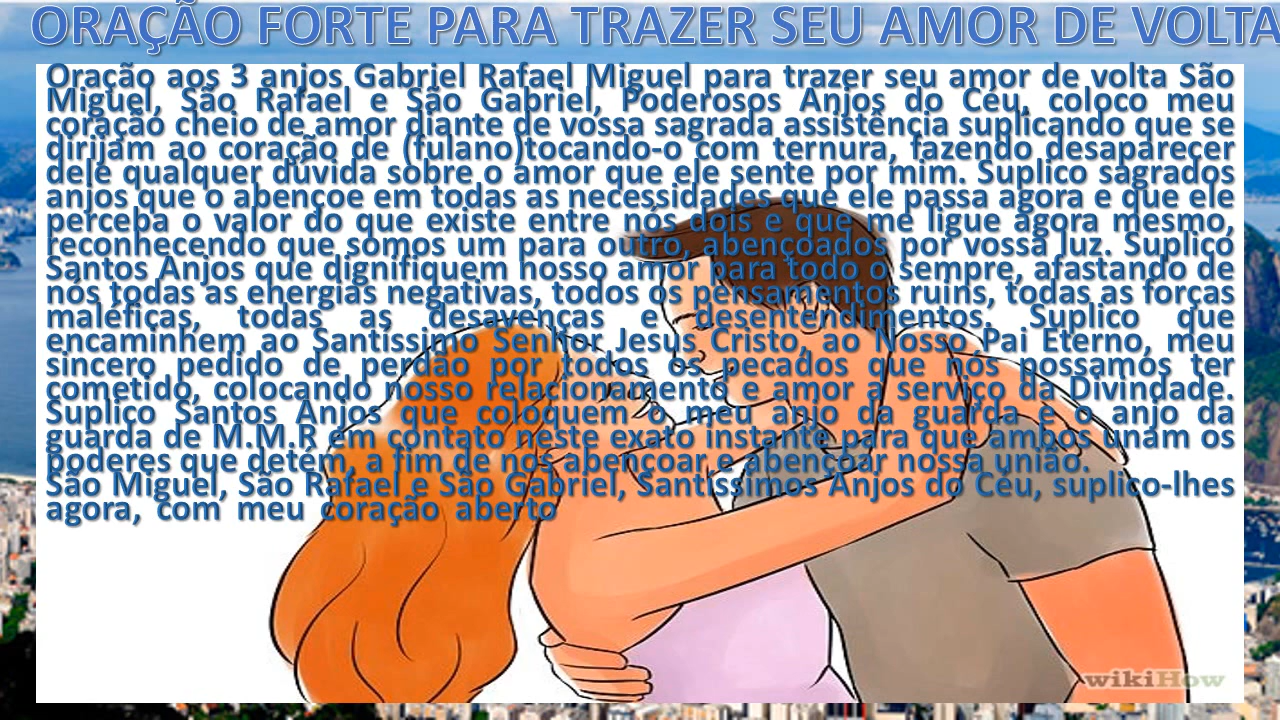 ORAÇÃO FORTE PARA TRAZER SEU AMOR DE VOLTA
Oração aos 3 anjos Gabriel Rafael Miguel para trazer seu amor de volta São
Miguel, São Rafael e São Gabriel, Poderosos Anjos do Céu, coloco meu
coração cheio de amor diante de vossa sagrada assistência suplicando que se
dirijam ao coração de (fulano)tocando-o com ternura, fazendo desaparecer
dele qualquer dúvida sobre o amor que ele sente por mim. Suplico sagrados
anjos que o abençoe em todas as necessidades que ele passa agora e que ele
perceba o valor do que existe entre nós dois e que me ligue agora mesmo,
reconhecendo que somos um para outro, abençoados por vossa luz. Suplico
Santos Anjos que dignifiquem nosso amor para todo o sempre, afastando de
nós todas as energias negativas, todos os pensamentos ruins, todas as forças
maléficas, todas as desavenças e desentendimentos. Suplico que
encaminhem ao Santíssimo Senhor Jesus Cristo, ao Nosso Pai Eterno, meu
sincero pedido de perdão por todos os pecados que nós possamos ter
cometido, colocando nosso relacionamento e amor a serviço da Divindade.
Suplico Santos Anjos que coloquem o meu anjo da guarda e o anjo da
guarda de M.M.R em contato neste exato instante para que ambos unam os
poderes que detém, a fim de nos abençoar e abençoar nossa união.
São Miguel, São Rafael e São Gabriel, Santíssimos Anjos do Céu, suplico-lhes
agora, com meu coração aberto
wikiHow